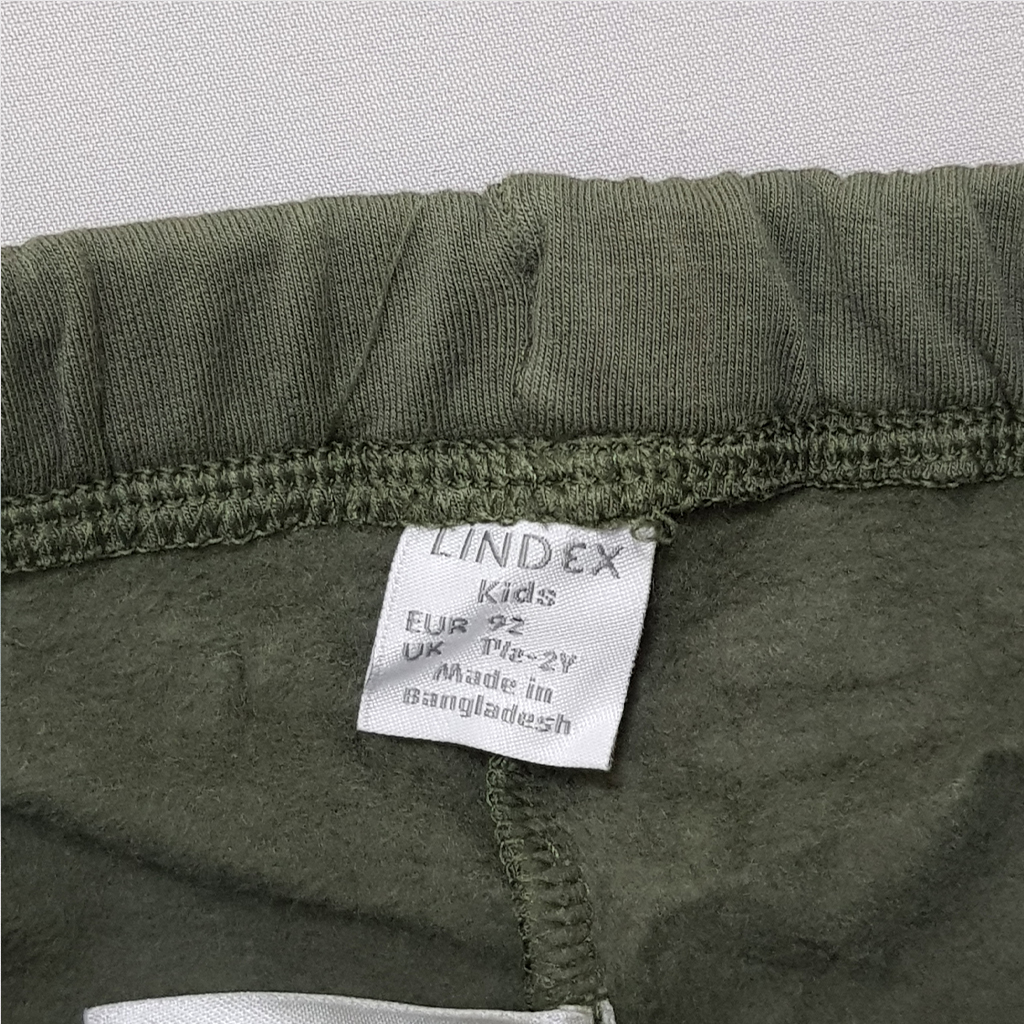 LINDEX
Kids
EUR 92
UK 1½-2Y
Made in
Bangladesh